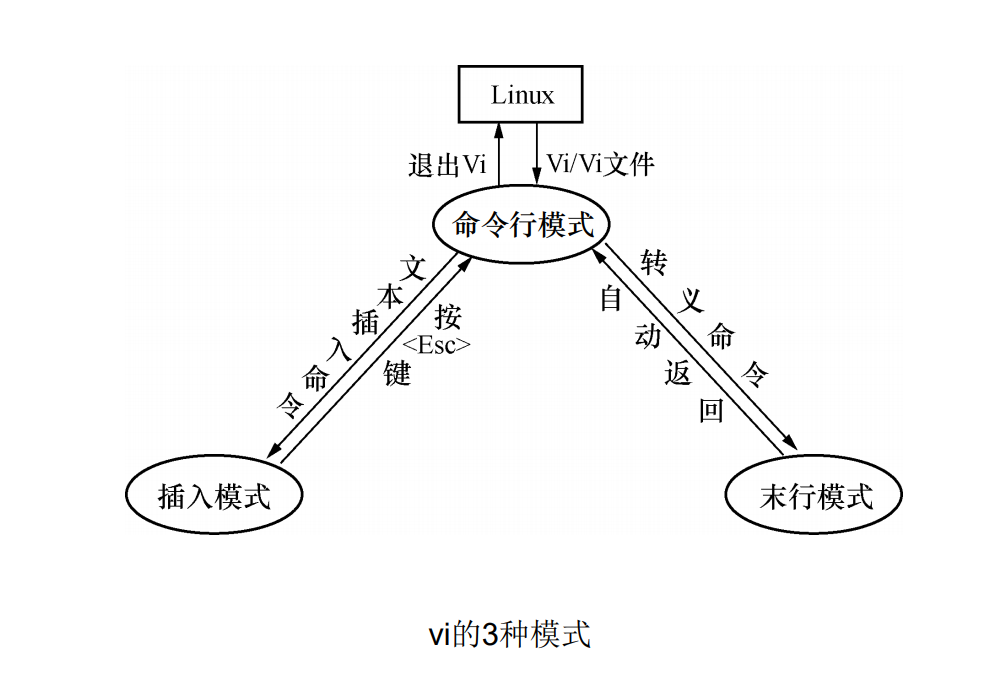 Linux
退出Vi
Vi/Vi文件
命令行模式
文本插入命令
按<Esc>键
自动返回
转义命令
插入模式
末行模式
vi的3种模式